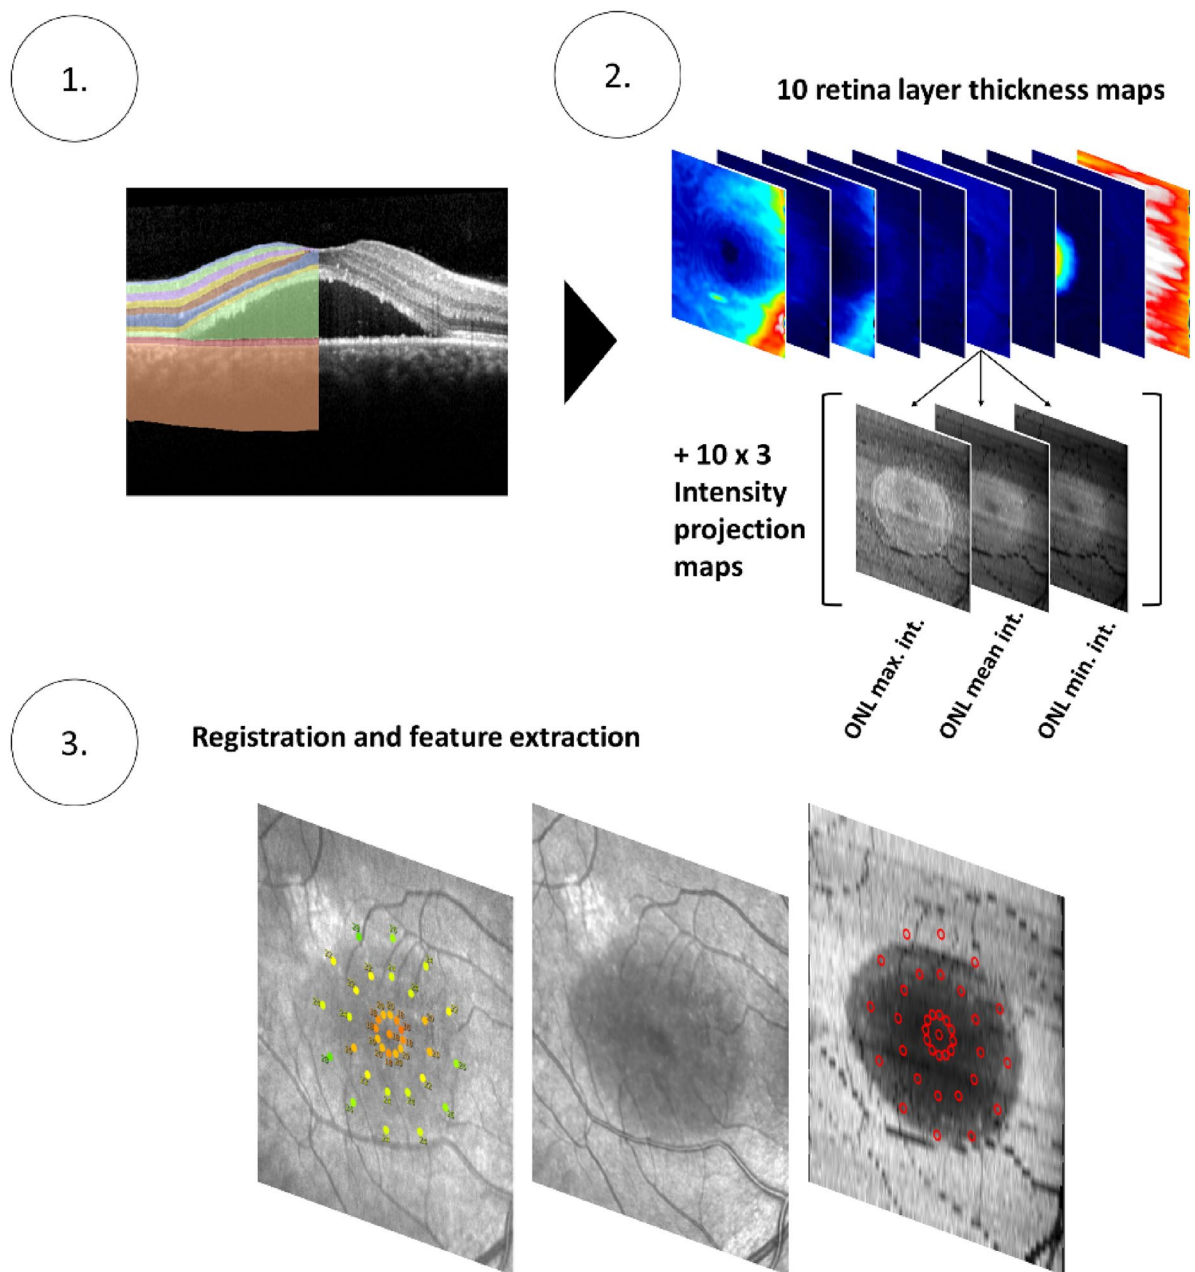 1.
2.
10 retina layer thickness maps
+ 10 x 3
Intensity
projection
maps
ONL max. int.
ONL mean int.
ONL min. int.
3.
Registration and feature extraction